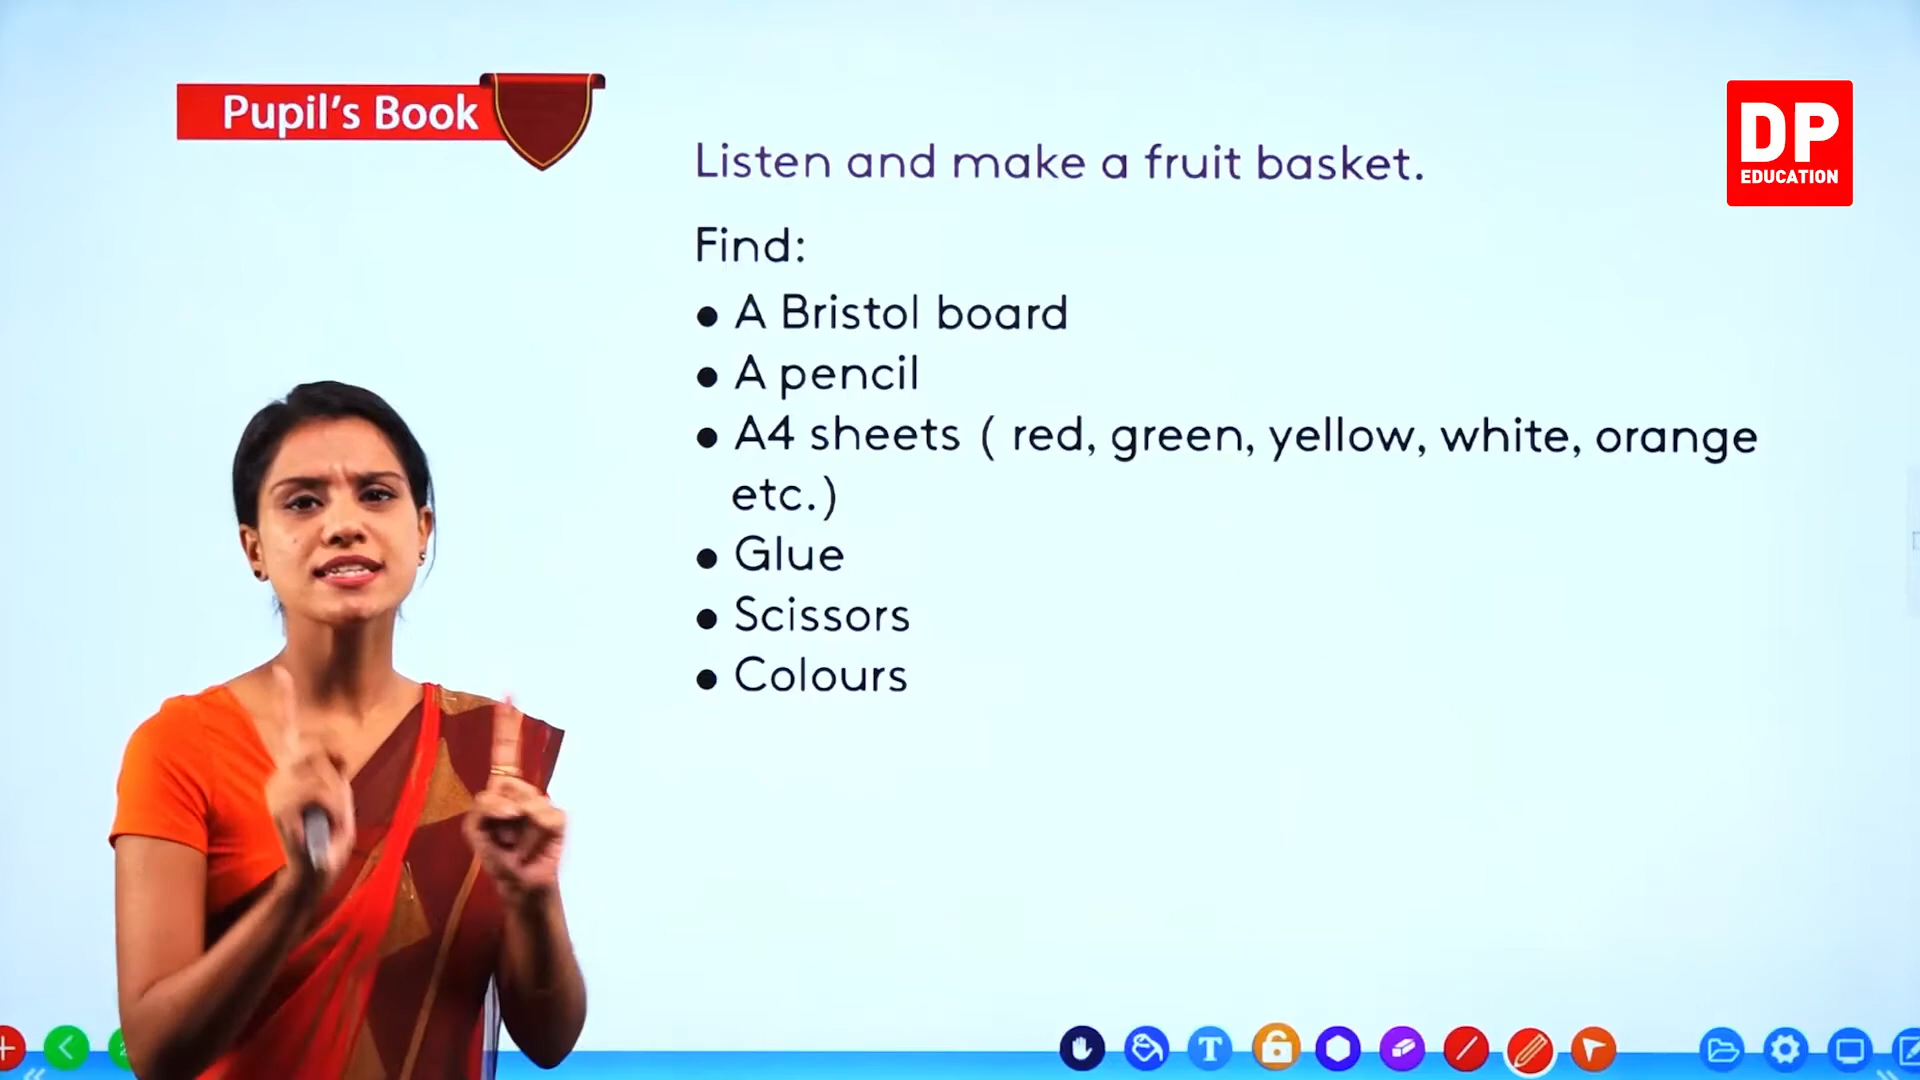 Pupil's Book
DP
EDUCATION
Listen and make a fruit basket.
Find:
● A Bristol board
● A pencil
● A4 sheets ( red, green, yellow, white, orange
etc.)
● Glue
● Scissors
● Colours
T